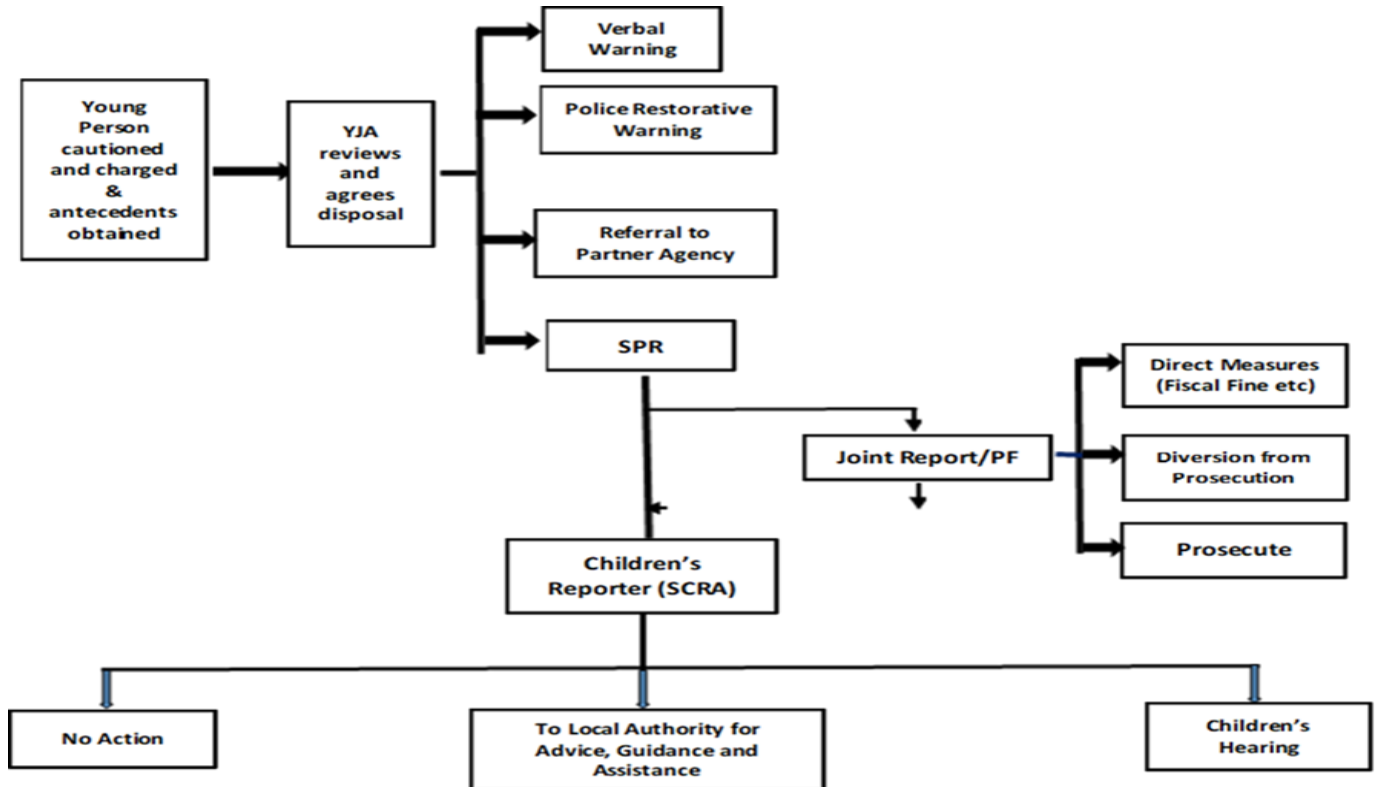 Verbal
Warning
Young
Person
cautioned
and charged
&
antecedents
obtained
YJA
reviews
and
agrees
disposal
Police Restorative
Warning
Referral to
Partner Agency
SPR
Direct Measures
(Fiscal Fine etc)
Joint Report/PF
Diversion from
Prosecution
Prosecute
Children’s
Reporter (SCRA)
No Action
To Local Authority for
Advice, Guidance and
Assistance
Children’s
Hearing